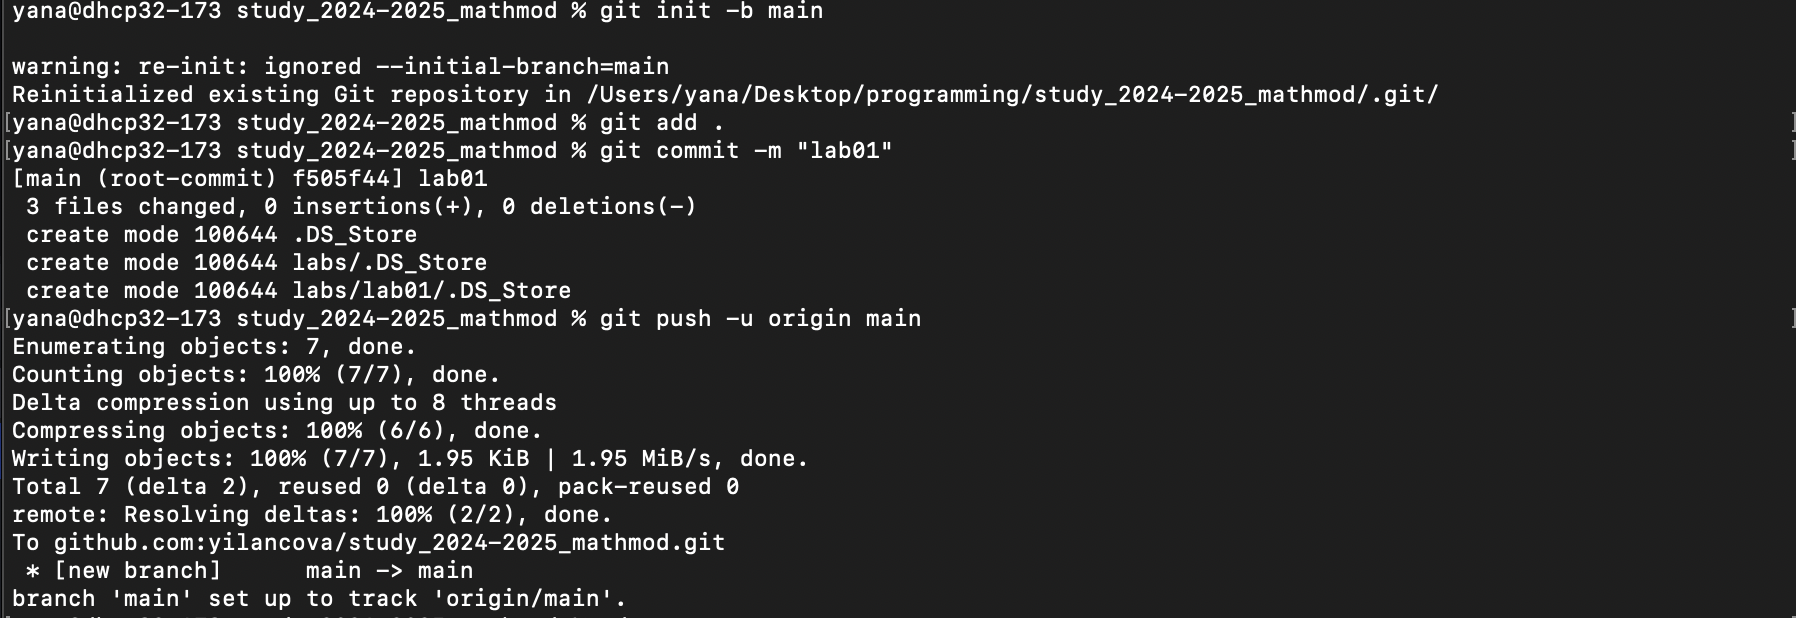 yana@dhcp32-173 study_2024-2025_mathmod % git init -b main
warning: re-init: ignored --initial-branch=main
Reinitialized existing Git repository in /Users/yana/Desktop/programming/study_2024-2025_mathmod/.git/
[yana@dhcp32-173 study_2024-2025_mathmod % git add . ]
[yana@dhcp32-173 study_2024-2025_mathmod % git commit -m "lab01" ]
[main (root-commit) f505f44] lab01
3 files changed, 0 insertions(+), 0 deletions(-)
create mode 100644 .DS_Store
create mode 100644 labs/.DS_Store
create mode 100644 labs/lab01/.DS_Store
[yana@dhcp32-173 study_2024-2025_mathmod % git push -u origin main ]
Enumerating objects: 7, done.
Counting objects: 100% (7/7), done.
Delta compression using up to 8 threads
Compressing objects: 100% (6/6), done.
Writing objects: 100% (7/7), 1.95 KiB | 1.95 MiB/s, done.
Total 7 (delta 2), reused 0 (delta 0), pack-reused 0
remote: Resolving deltas: 100% (2/2), done.
To github.com:yilancova/study_2024-2025_mathmod.git
* [new branch]      main -> main
branch 'main' set up to track 'origin/main'.